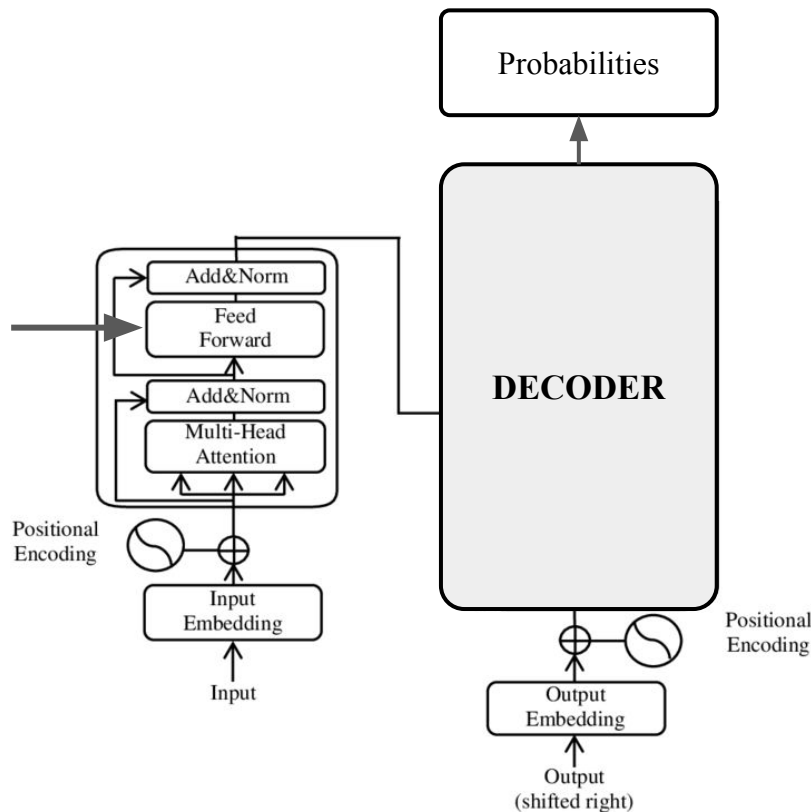 Probabilities
Add&Norm
Feed
Forward
Add&Norm
Multi-Head
Attention
Positional
Encoding
Input
Embedding
Input
DECODER
Positional
Encoding
Output
Embedding
Output
(shifted right)